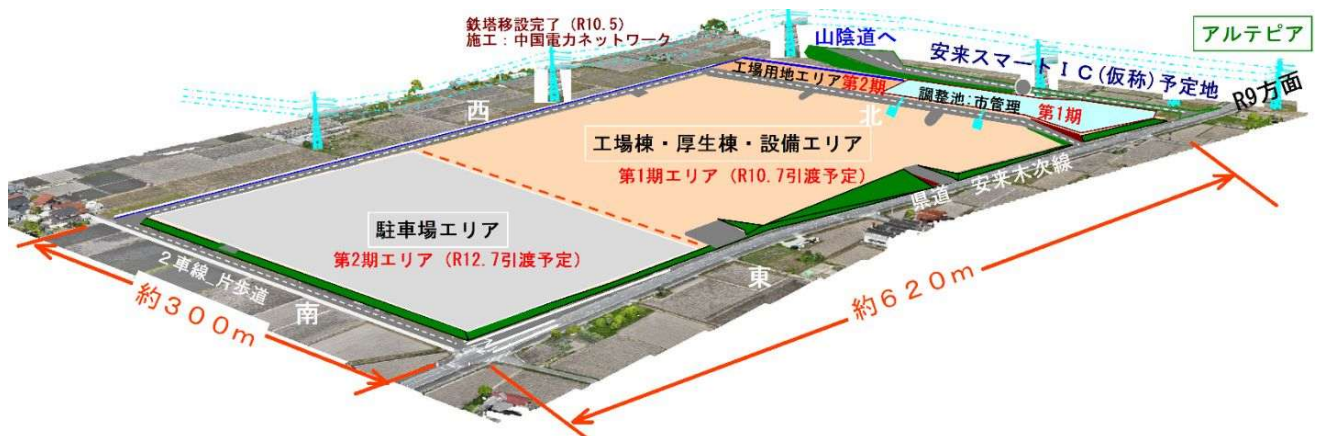 鉄塔移設完了（R10.5）
施工：中国電力ネットワーク
山陰道へ
アルテピア
安来スマートＩＣ(仮称)予定地
R9方面
工場用地エリア 第2期
調整池:市管理
第1期
西
北
工場棟・厚生棟・設備エリア
第1期エリア（R10.7引渡予定）
県道 安来木次線
駐車場エリア
第2期エリア（R12.7引渡予定）
２車線_片歩道
東
南
約３００ｍ
約６２０ｍ